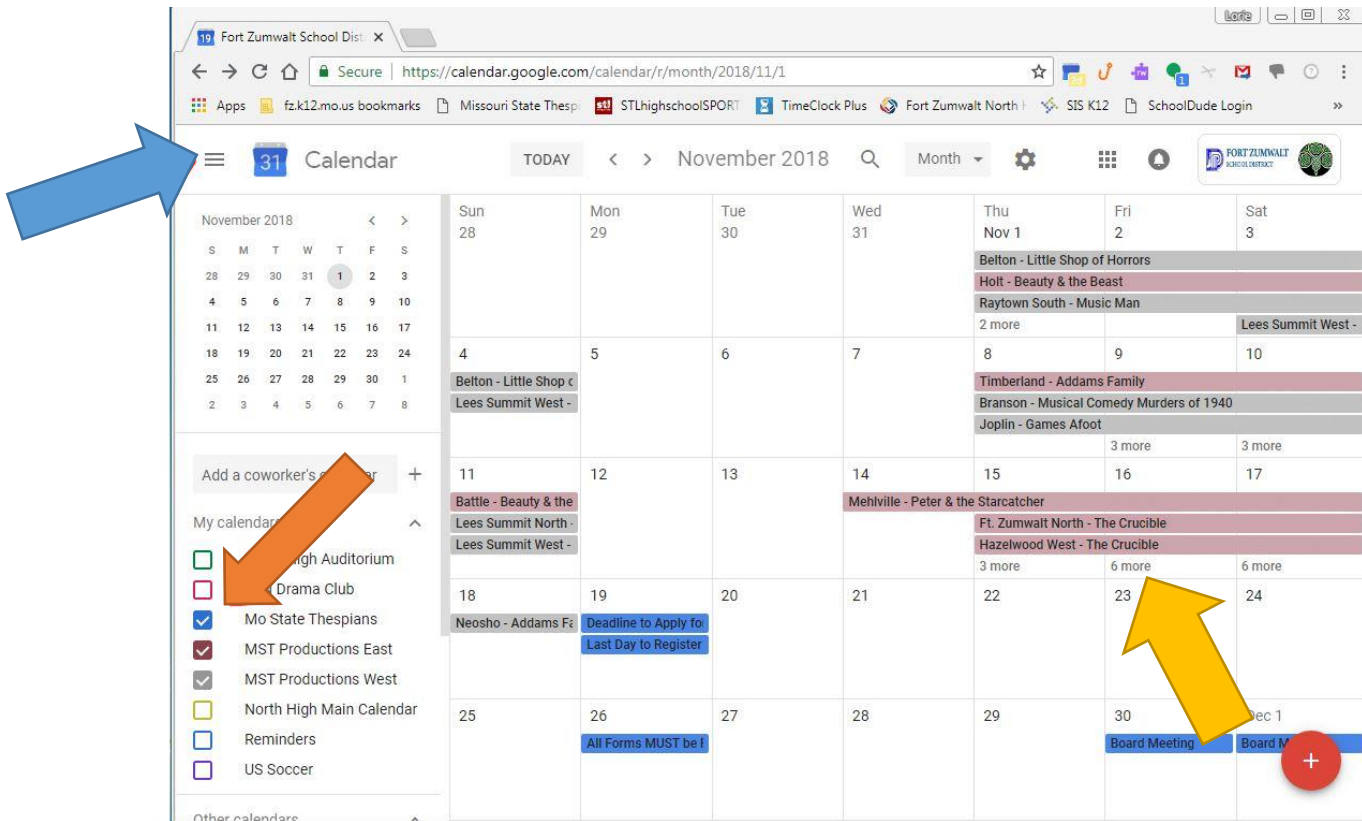 Lorie
19 Fort Zumwalt School Dist
Secure https://calendar.google.com/calendar/r/month/2018/11/1
Apps fz.k12.mo.us bookmarks Missouri State Thesp STLhighschoolSPORT TimeClock Plus Fort Zumwalt North H SIS K12 SchoolDude Login »
31 Calendar TODAY < > November 2018 Month FORT ZUMWALT
SCHOOL DISTRICT
November 2018 < >
S M T W T F S
28 29 30 31 1 2 3
4 5 6 7 8 9 10
11 12 13 14 15 16 17
18 19 20 21 22 23 24
25 26 27 28 29 30 1
2 3 4 5 6 7 8
Add a coworker's +
My calendars
High Auditorium
Drama Club
Mo State Thespians
MST Productions East
MST Productions West
North High Main Calendar
Reminders
US Soccer
Other calendars
Sun Mon Tue Wed Thu Fri Sat
28 29 30 31 Nov 1 2 3
Belton - Little Shop of Horrors
Holt - Beauty & the Beast
Raytown South - Music Man
2 more Lees Summit West -
4 5 6 7 8 9 10
Belton - Little Shop o Timberland - Addams Family
Lees Summit West - Branson - Musical Comedy Murders of 1940
Joplin - Games Afoot
3 more 3 more
11 12 13 14 15 16 17
Battle - Beauty & the Mehlville - Peter & the Starcatcher
Lees Summit North - Ft. Zumwalt North - The Crucible
Lees Summit West - Hazelwood West - The Crucible
3 more 6 more 6 more
18 19 20 21 22 23 24
Neosho - Addams Fa Deadline to Apply for
Last Day to Register
25 26 27 28 29 30 Dec 1
All Forms MUST be Board Meeting Board
+